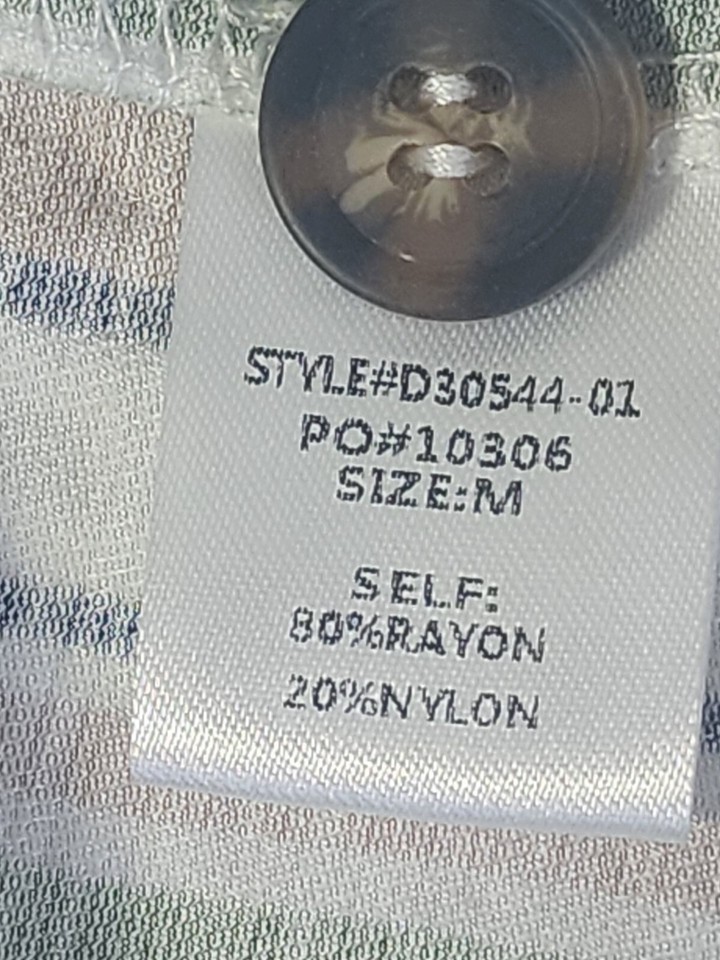 STYLE#D30544-01
PO#10306
SIZE:M
SELF:
80%RAYON
20%NYLON